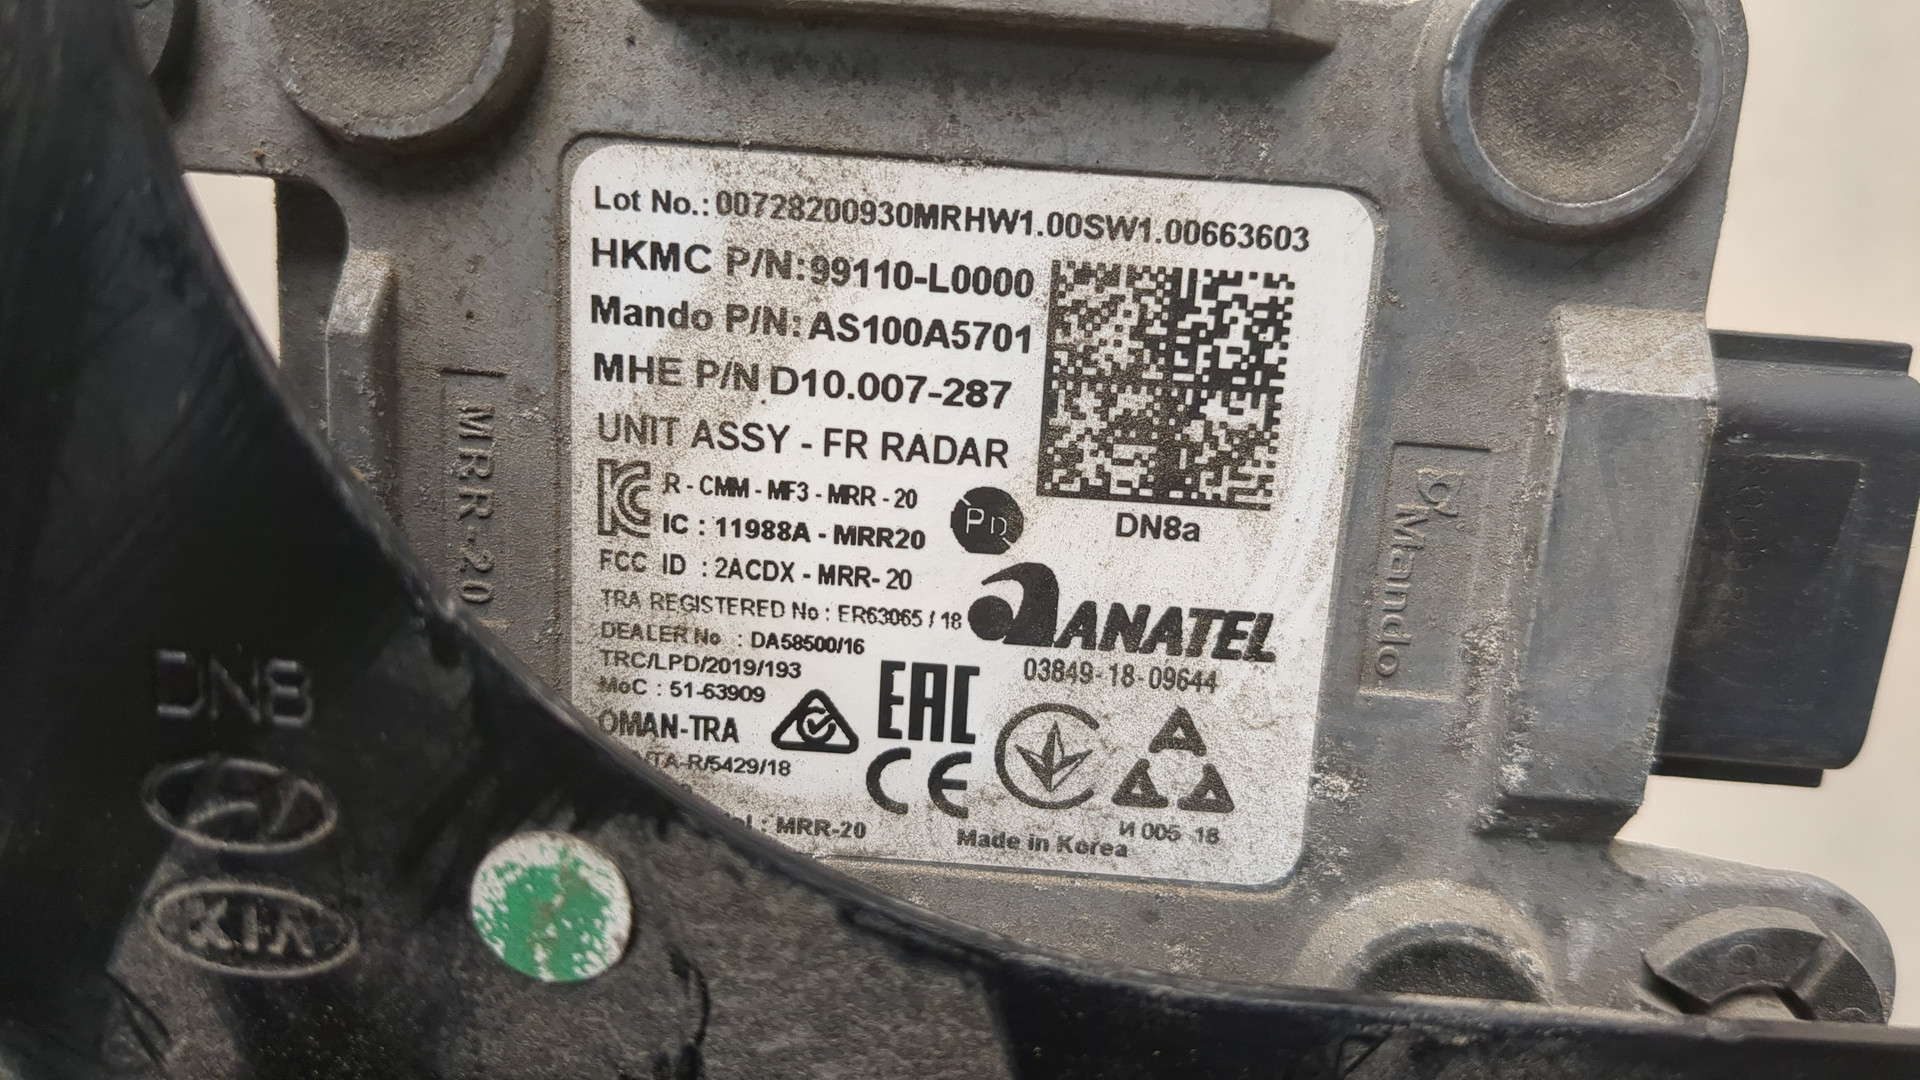 Lot No.: 00728200930MRHW1.00SW1.00663603
HKMC P/N: 99110-L0000
Mando P/N: AS100A5701
MHE P/N D10.007-287
UNIT ASSY - FR RADAR
R - CMM - MF3 - MRR - 20
IC : 11988A - MRR20
FCC ID : 2ACDX - MRR- 20
TRA REGISTERED No : ER63065 / 18
DEALER No : DA58500/16
TRC/LPD/2019/193
MoC : 51-63909
OMAN-TRA
/TA-R/5429/18
: MRR-20
DN8a
ANATEL
03849-18-09644
EAC
CE
И 005 18
Made in Korea
MRR-20
Mando
DN8
KIA